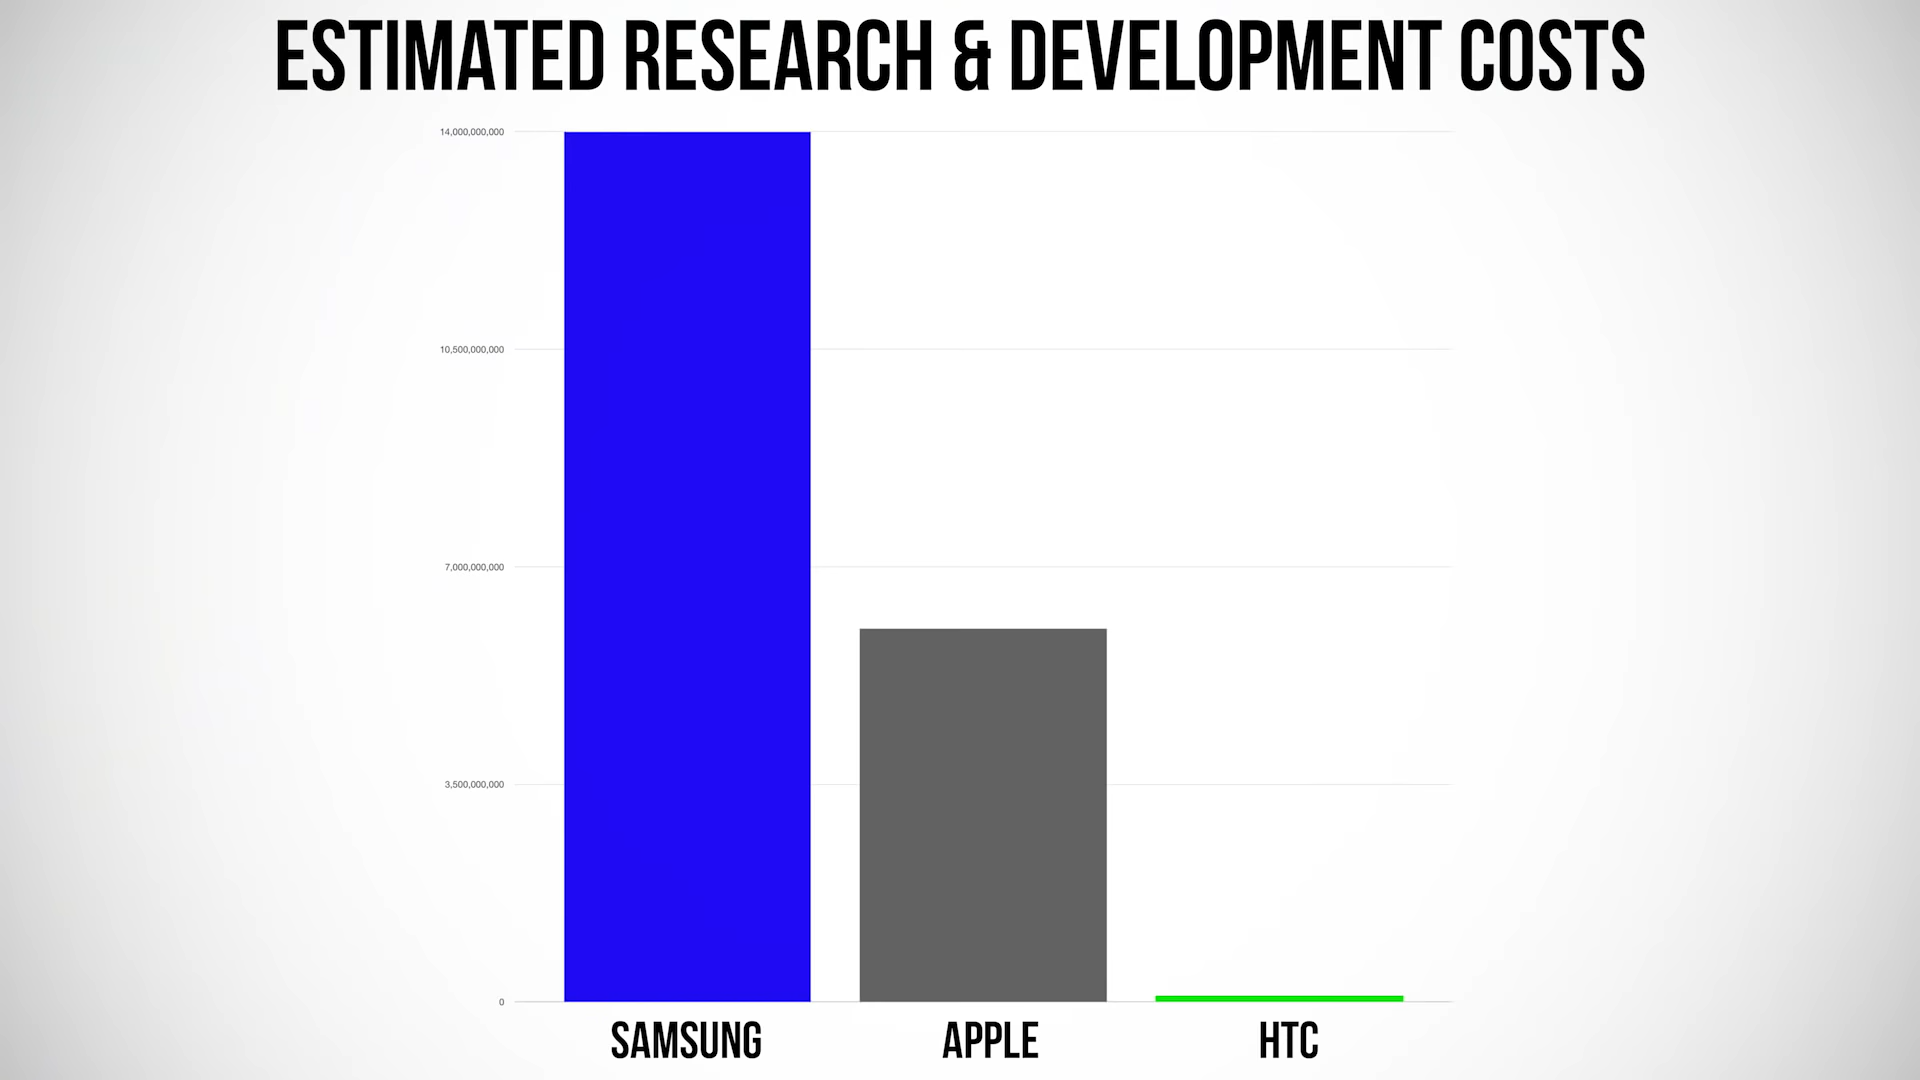 ESTIMATED RESEARCH & DEVELOPMENT COSTS
14,000,000,000
10,500,000,000
7,000,000,000
3,500,000,000
0
SAMSUNG APPLE HTC